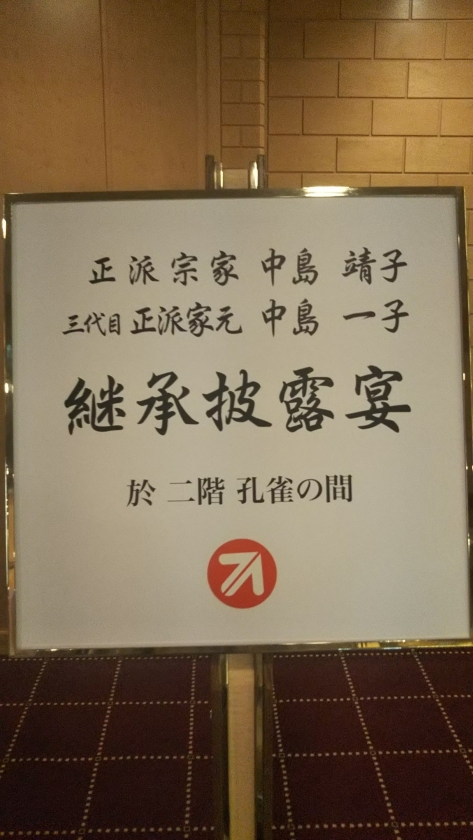 正派 宗家 中島 靖子
三代目 正派家元 中島 一子
継承披露宴
於 二階 孔雀の間